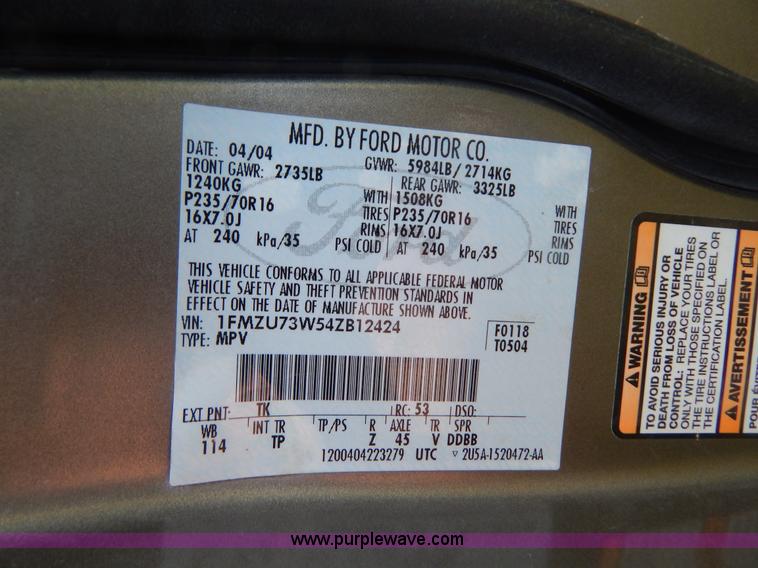 MFD. BY FORD MOTOR CO.
DATE: 04/04 GVWR: 5984LB/ 2714KG
FRONT GAWR: 2735LB REAR GAWR: 3325LB
1240KG WITH 1508KG WITH
P235/70R16 TIRES P235/70R16 TIRES
16X7.0J RIMS 16X7.0J RIMS
AT 240 kPa/35 PSI COLD AT 240 kPa/35 PSI COLD
Ford
THIS VEHICLE CONFORMS TO ALL APPLICABLE FEDERAL MOTOR
VEHICLE SAFETY AND THEFT PREVENTION STANDARDS IN
EFFECT ON THE DATE OF MANUFACTURE SHOWN ABOVE.
VIN: 1FMZU73W54ZB12424 F0118
TYPE: MPV T0504
EXT PNT: TK RC: 53 DSO:
WB INT TR TP/PS R AXLE TR SPR
114 TP Z 45 V DDBB
1200404223279 UTC ▽ 2U5A-1520472-AA
WARNING
TO AVOID SERIOUS INJURY OR
DEATH FROM LOSS OF VEHICLE
CONTROL: REPLACE YOUR TIRES
WITH THOSE SPECIFIED ON
THE TIRE INSTRUCTIONS LABEL OR
THE CERTIFICATION LABEL.
AVERTISSEMENT
POUR ÉV
www.purplewave.com